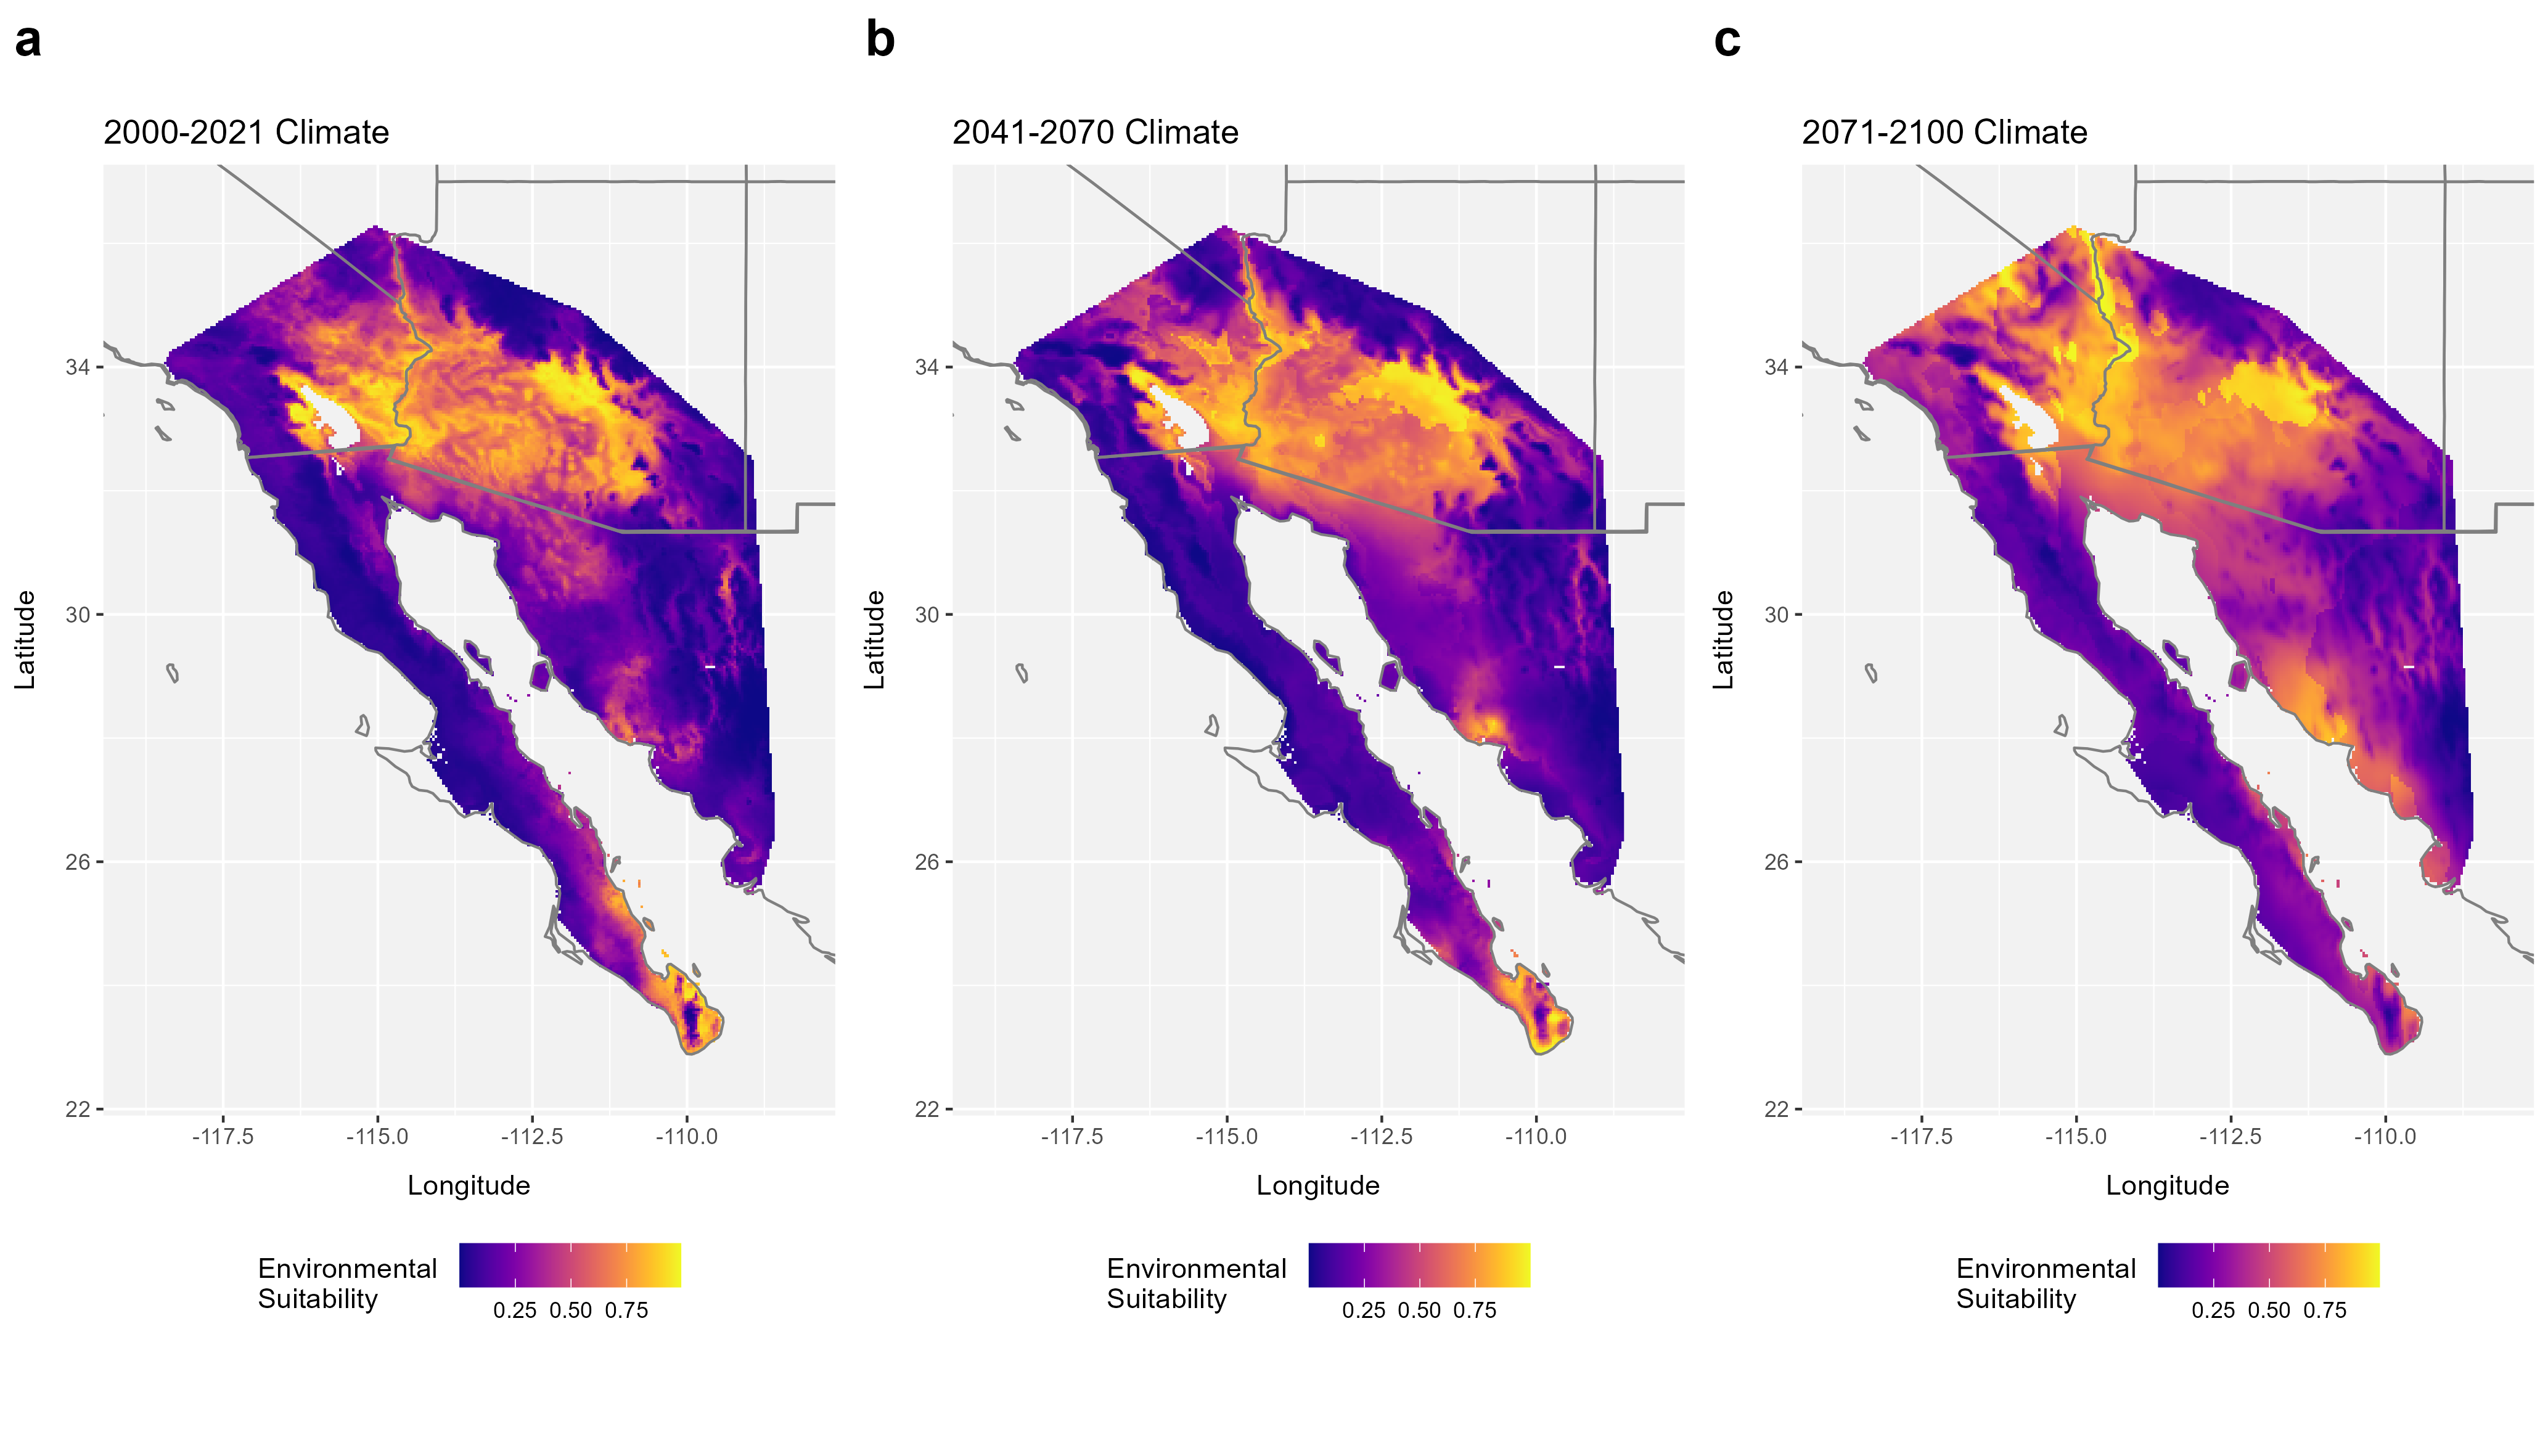 a
b
c
2000-2021 Climate
2041-2070 Climate
2071-2100 Climate
Latitude
34
30
26
22
-117.5 -115.0 -112.5 -110.0
Longitude
Environmental
Suitability
0.25 0.50 0.75
Latitude
34
30
26
22
-117.5 -115.0 -112.5 -110.0
Longitude
Environmental
Suitability
0.25 0.50 0.75
Latitude
34
30
26
22
-117.5 -115.0 -112.5 -110.0
Longitude
Environmental
Suitability
0.25 0.50 0.75